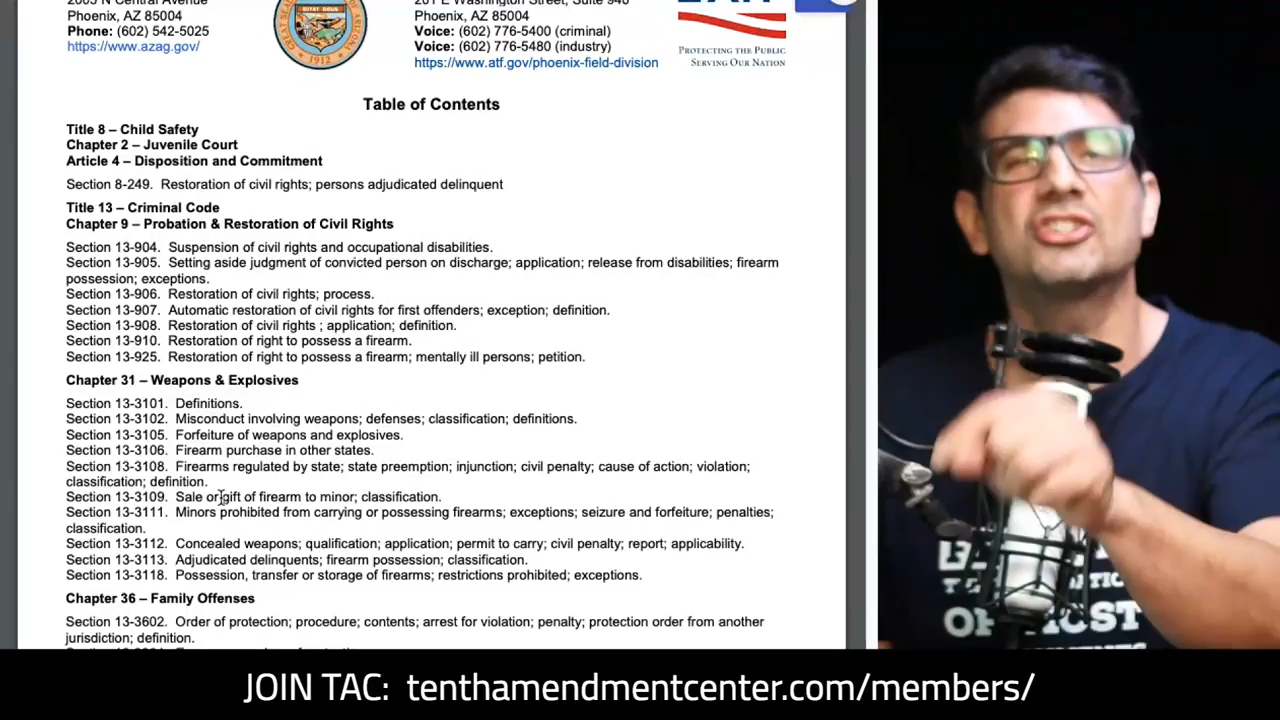 2005 N Central Avenue
Phoenix, AZ 85004
Phone: (602) 542-5025
https://www.azag.gov/
DITAT DEUS
1912
201 E Washington Street, Suite 940
Phoenix, AZ 85004
Voice: (602) 776-5400 (criminal)
Voice: (602) 776-5480 (industry)
https://www.atf.gov/phoenix-field-division
PROTECTING THE PUBLIC
SERVING OUR NATION
Table of Contents
Title 8 – Child Safety
Chapter 2 – Juvenile Court
Article 4 – Disposition and Commitment
Section 8-249. Restoration of civil rights; persons adjudicated delinquent
Title 13 – Criminal Code
Chapter 9 – Probation & Restoration of Civil Rights
Section 13-904. Suspension of civil rights and occupational disabilities.
Section 13-905. Setting aside judgment of convicted person on discharge; application; release from disabilities; firearm
possession; exceptions.
Section 13-906. Restoration of civil rights; process.
Section 13-907. Automatic restoration of civil rights for first offenders; exception; definition.
Section 13-908. Restoration of civil rights ; application; definition.
Section 13-910. Restoration of right to possess a firearm.
Section 13-925. Restoration of right to possess a firearm; mentally ill persons; petition.
Chapter 31 – Weapons & Explosives
Section 13-3101. Definitions.
Section 13-3102. Misconduct involving weapons; defenses; classification; definitions.
Section 13-3105. Forfeiture of weapons and explosives.
Section 13-3106. Firearm purchase in other states.
Section 13-3108. Firearms regulated by state; state preemption; injunction; civil penalty; cause of action; violation;
classification; definition.
Section 13-3109. Sale or gift of firearm to minor; classification.
Section 13-3111. Minors prohibited from carrying or possessing firearms; exceptions; seizure and forfeiture; penalties;
classification.
Section 13-3112. Concealed weapons; qualification; application; permit to carry; civil penalty; report; applicability.
Section 13-3113. Adjudicated delinquents; firearm possession; classification.
Section 13-3118. Possession, transfer or storage of firearms; restrictions prohibited; exceptions.
Chapter 36 – Family Offenses
Section 13-3602. Order of protection; procedure; contents; arrest for violation; penalty; protection order from another
jurisdiction; definition.
JOIN TAC: tenthamendmentcenter.com/members/